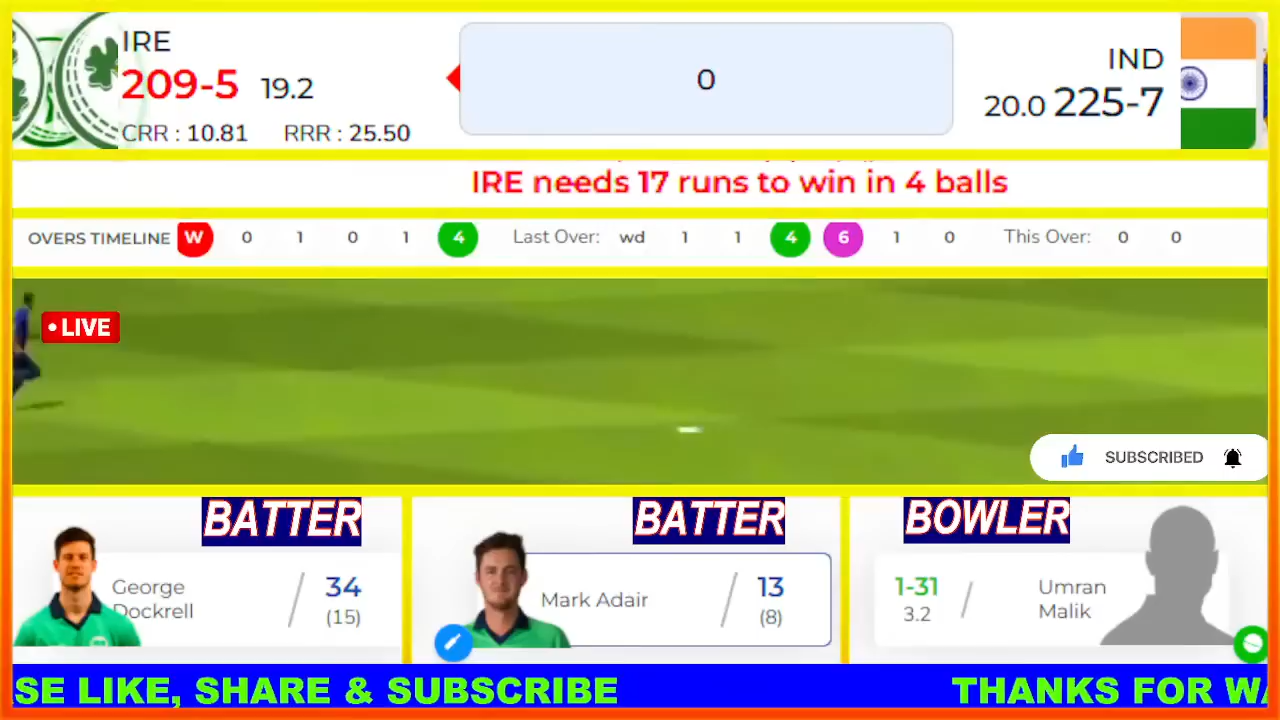 IRE
209-5 19.2
CRR : 10.81 RRR : 25.50
0
IND
20.0 225-7
IRE needs 17 runs to win in 4 balls
OVERS TIMELINE W 0 1 0 1 4 Last Over: wd 1 1 4 6 1 0 This Over: 0 0
• LIVE
SUBSCRIBED
BATTER
George
Dockrell
34
(15)
BATTER
Mark Adair
13
(8)
BOWLER
1-31
3.2
Umran
Malik
SE LIKE, SHARE & SUBSCRIBE THANKS FOR WA